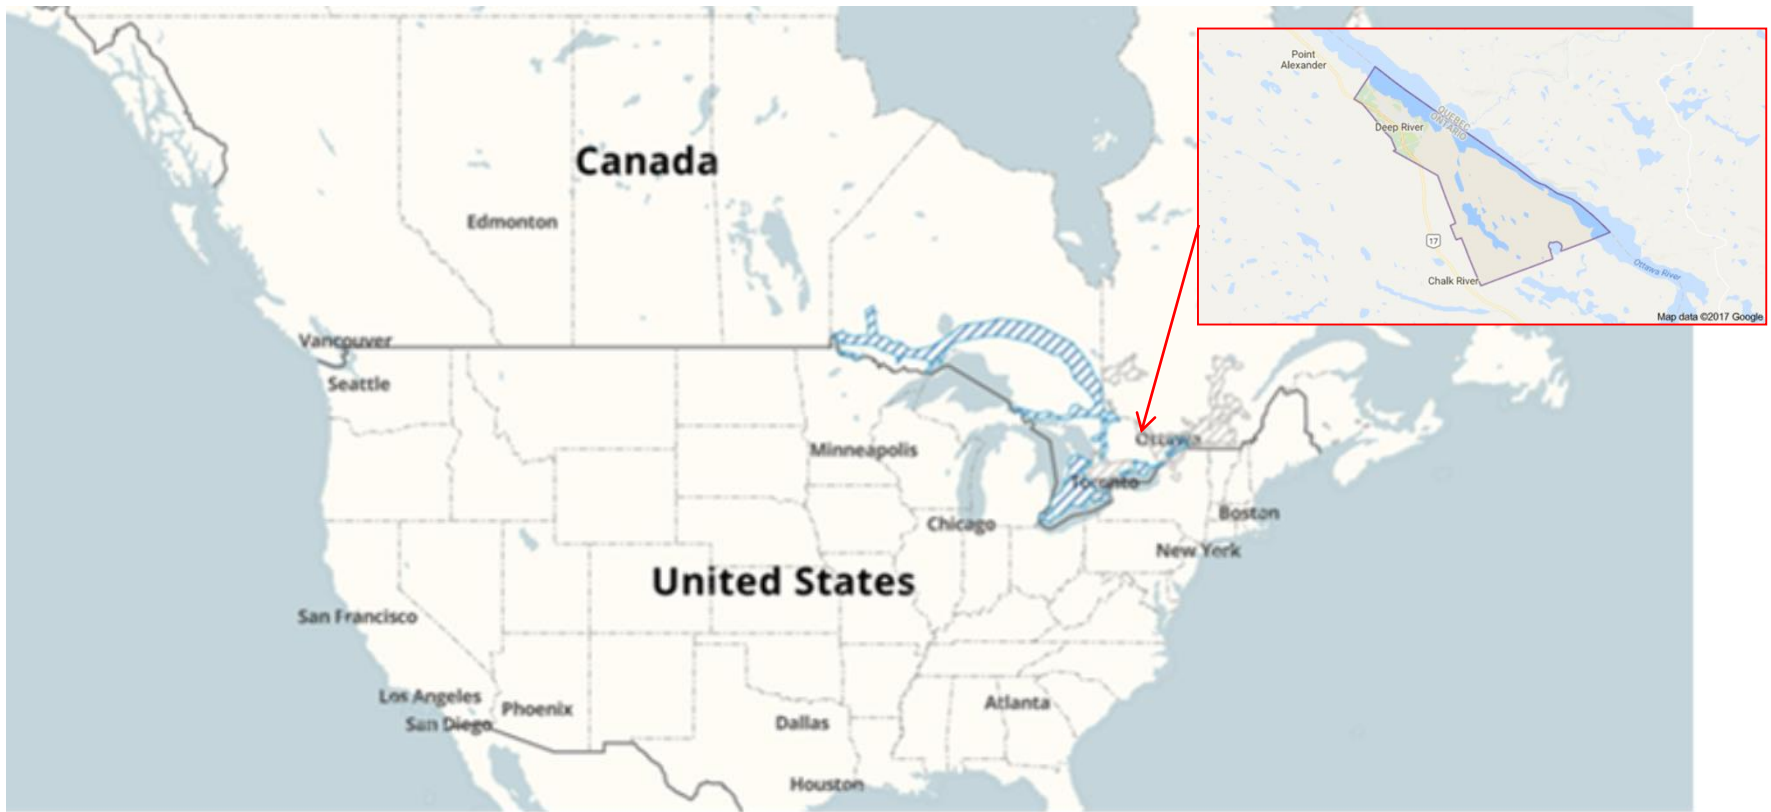 Point
Alexander
QUEBEC
ONTARIO
Deep River
17
Chalk River
Ottawa River
Map data ©2017 Google
Canada
Edmonton
Vancouver
Seattle
Minneapolis
Ottawa
Toronto
Chicago
Boston
New York
United States
San Francisco
Los Angeles
Phoenix
San Diego
Dallas
Atlanta
Houston